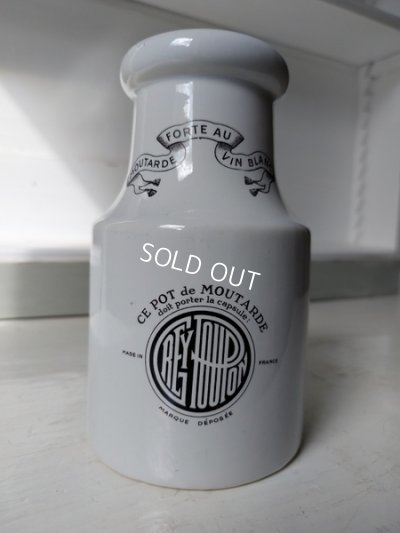 MOUTARDE FORTE AU VIN BLANC
SOLD OUT
CE POT de MOUTARDE
doit porter la capsule:
GREY POUPON
MADE IN FRANCE
MARQUE DÉPOSÉE